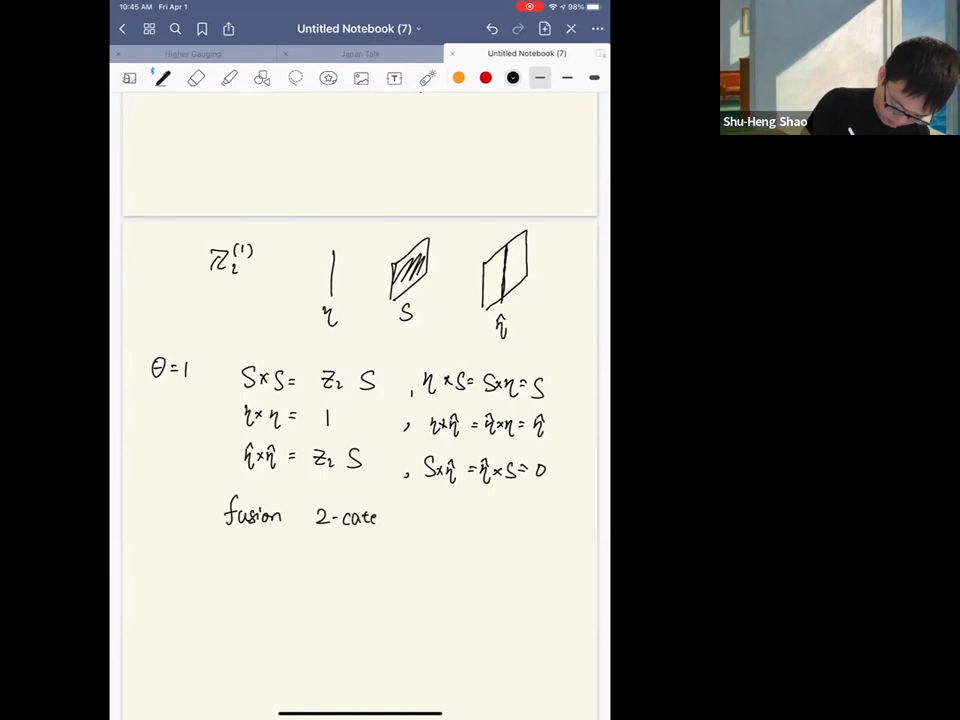 10:45 AM Fri Apr 1
98%
Untitled Notebook (7)
Higher Gauging
Japan Talk
Untitled Notebook (7)
Shu-Heng Shao
ℤ₂⁽¹⁾
η
S
η̂
θ=1
S×S= Z₂ S , η×S=S×η=S
η×η= 1 , η×η̂ =η̂×η= η̂
η̂×η̂ = Z₂ S , S×η̂ =η̂×S=0
fusion 2-cate